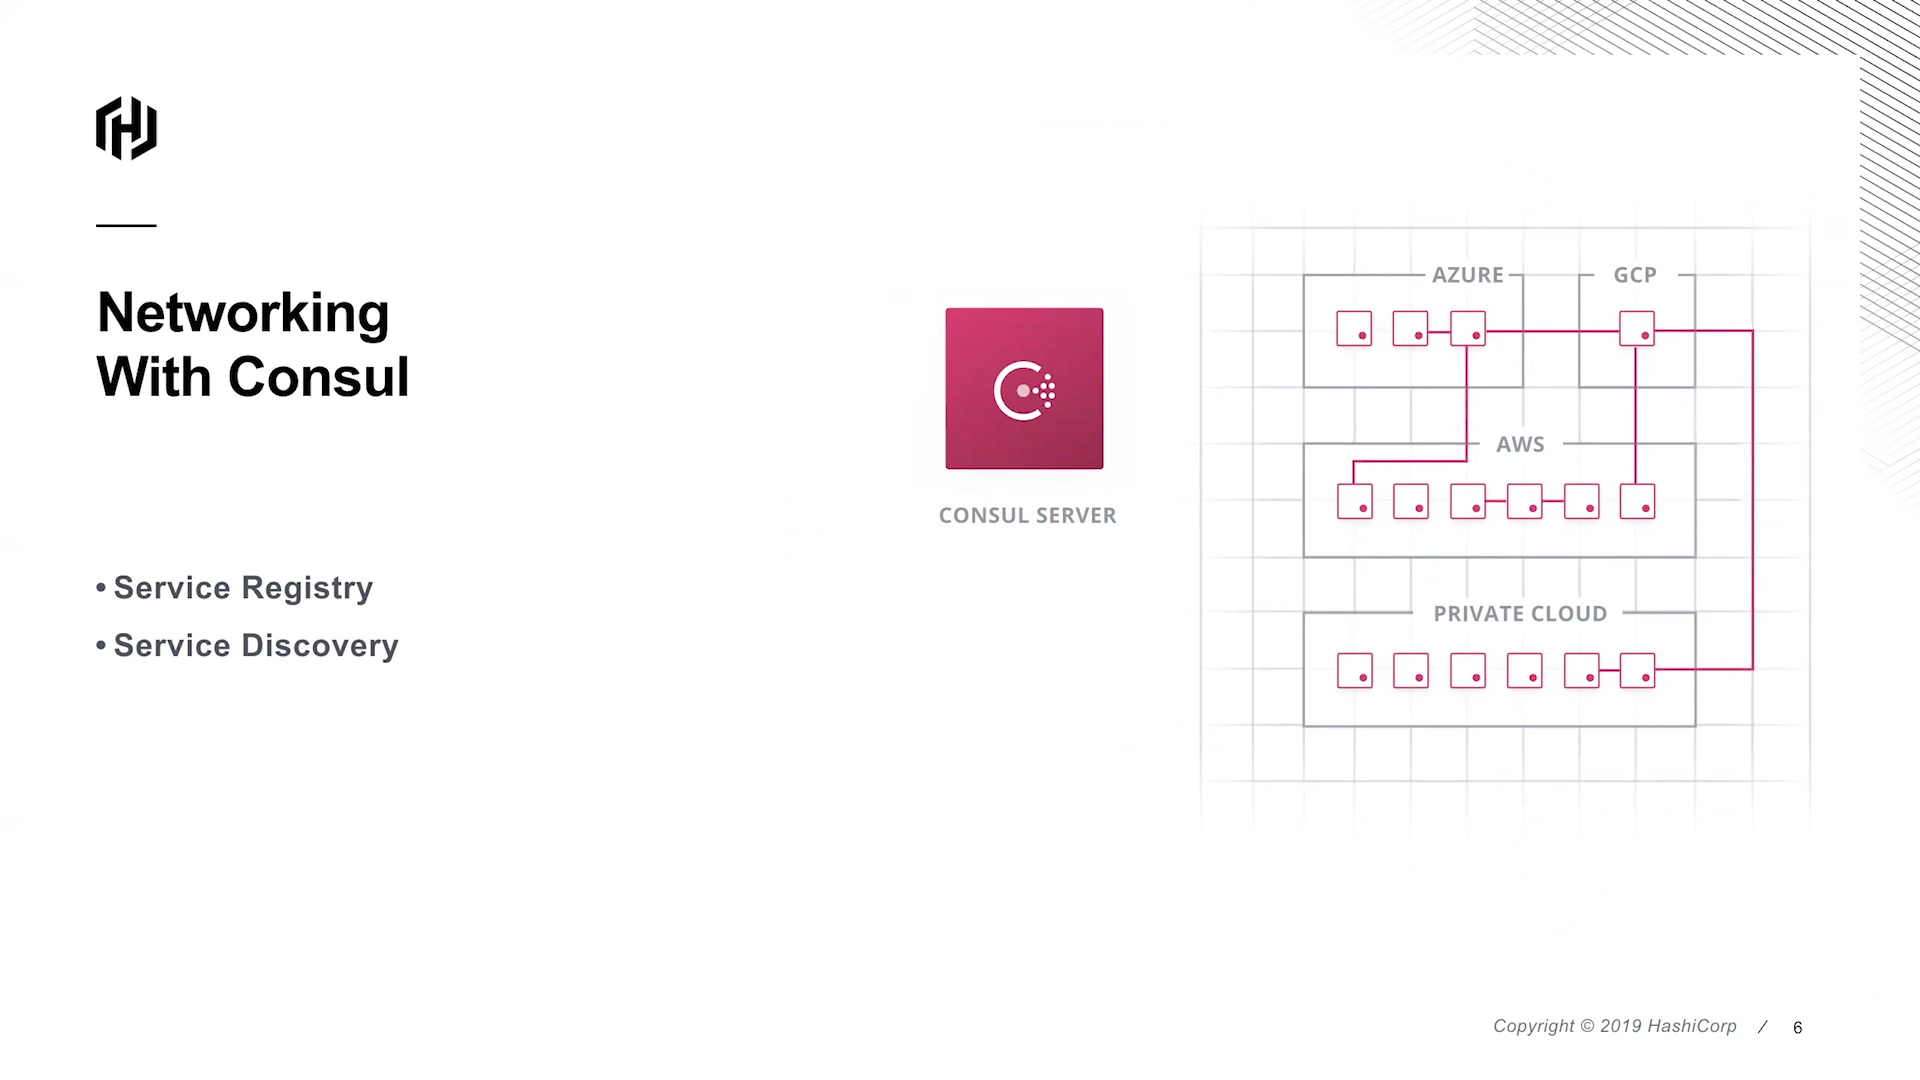 Networking
With Consul
• Service Registry
• Service Discovery
CONSUL SERVER
AZURE
GCP
AWS
PRIVATE CLOUD
Copyright © 2019 HashiCorp / 6